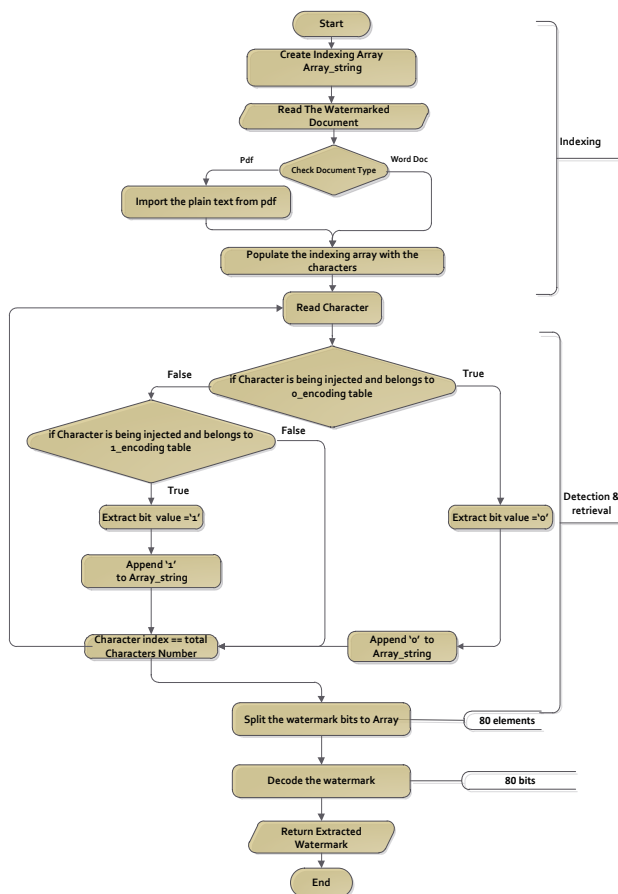 Start
Create Indexing Array
Array_string
Read The Watermarked
Document
Indexing
Pdf
Word Doc
Check Document Type
Import the plain text from pdf
Populate the indexing array with the
characters
Read Character
False
True
if Character is being injected and belongs to
0_encoding table
False
if Character is being injected and belongs to
1_encoding table
True
Extract bit value ='1'
Extract bit value ='0'
Detection &
retrieval
Append '1'
to Array_string
Character index == total
Characters Number
Append '0' to
Array_string
Split the watermark bits to Array
80 elements
Decode the watermark
80 bits
Return Extracted
Watermark
End